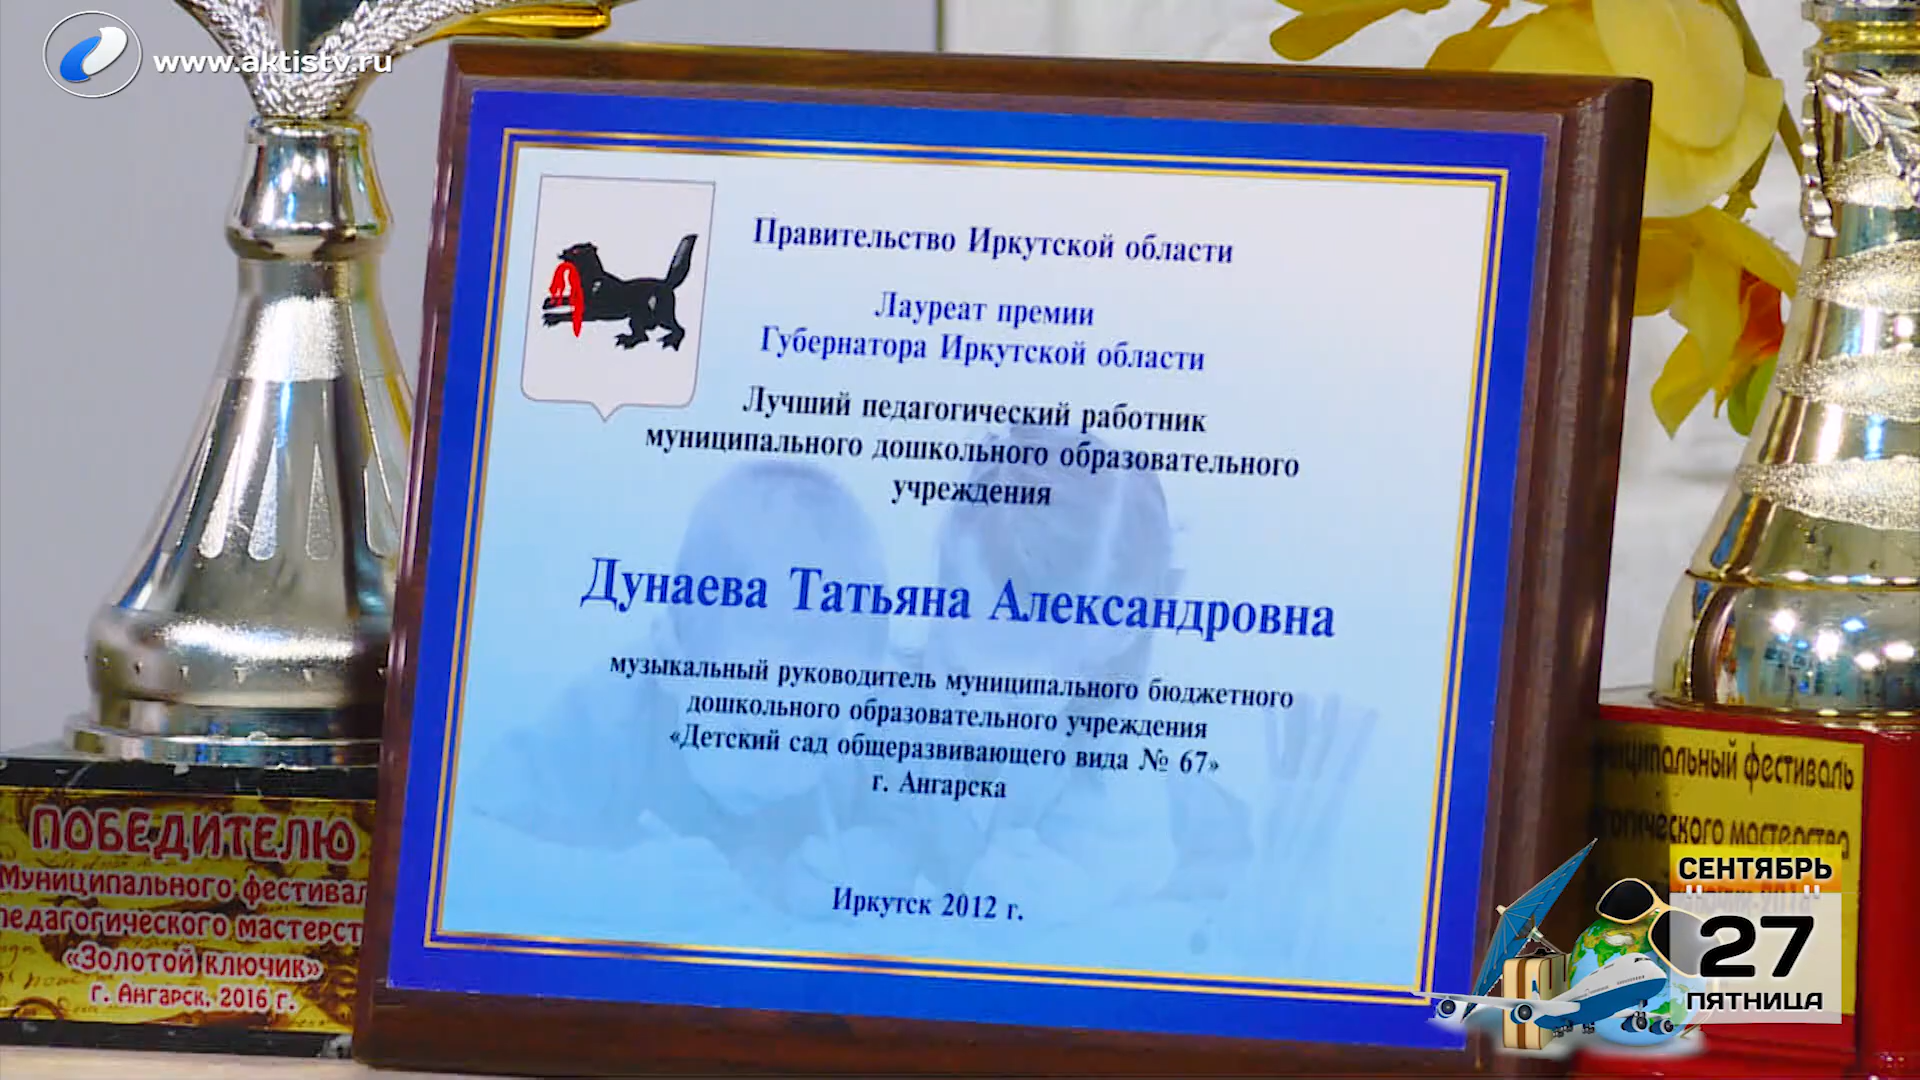 www.aktistv.ru
Правительство Иркутской области
Лауреат премии
Губернатора Иркутской области
Лучший педагогический работник
муниципального дошкольного образовательного
учреждения
Дунаева Татьяна Александровна
музыкальный руководитель муниципального бюджетного
дошкольного образовательного учреждения
«Детский сад общеразвивающего вида № 67»
г. Ангарска
Иркутск 2012 г.
ПОБЕДИТЕЛЮ
Муниципального фестивал
педагогического мастерст
«Золотой ключик»
г. Ангарск, 2016 г.
фестиваль
мастерства
СЕНТЯБРЬ
27
ПЯТНИЦА